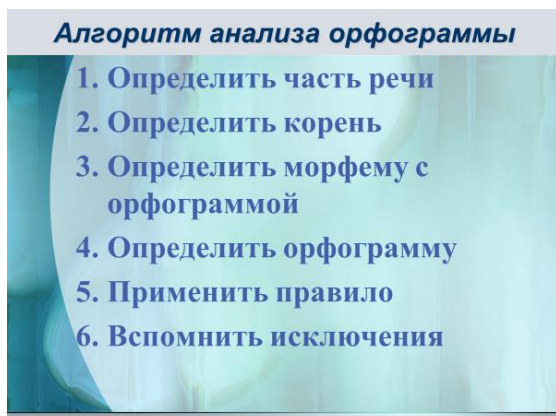 Алгоритм анализа орфограммы
1. Определить часть речи
2. Определить корень
3. Определить морфему с
орфограммой
4. Определить орфограмму
5. Применить правило
6. Вспомнить исключения